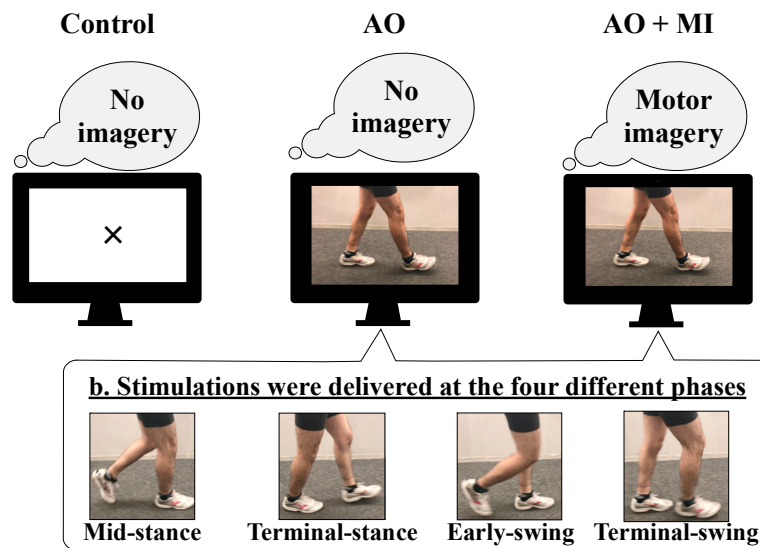 Control
AO
AO + MI
No
imagery
No
imagery
Motor
imagery
×
b. Stimulations were delivered at the four different phases
Mid-stance
Terminal-stance
Early-swing
Terminal-swing